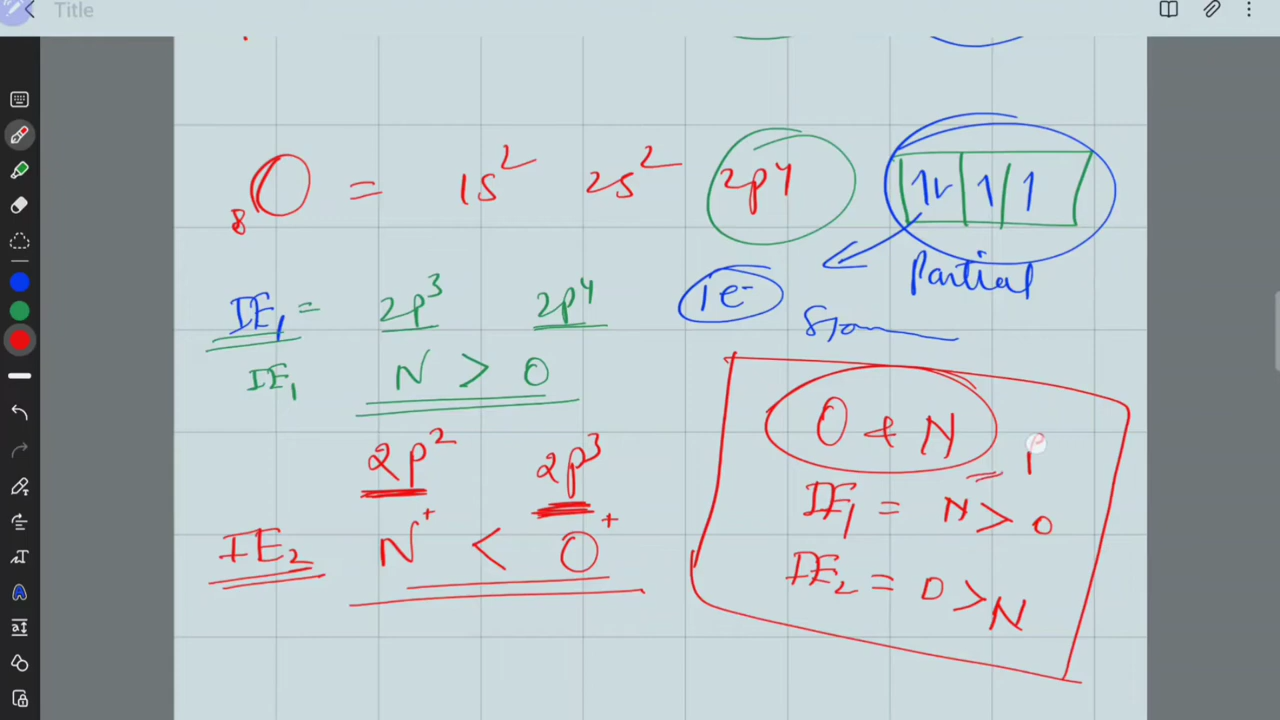 Title
8O = 1s2 2s2 2p4 1 1 1
Partial
IE1 = 2p3 2p4 1e-
IE1 N > O
2p2 2p3
IE2 N+ < O+
O & N P
IE1 = N > O
IE2 = O > N